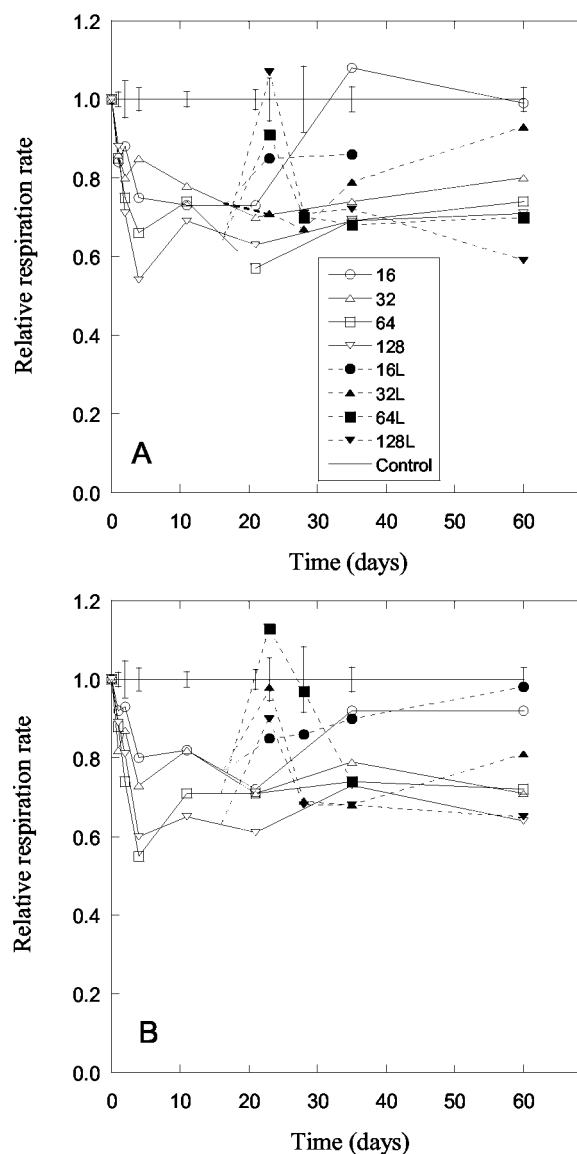 1.2
1.0
0.8
0.6
0.4
0.2
0.0
Relative respiration rate
16
32
64
128
16L
32L
64L
128L
Control
A
0 10 20 30 40 50 60
Time (days)
1.2
1.0
0.8
0.6
0.4
0.2
0.0
Relative respiration rate
B
0 10 20 30 40 50 60
Time (days)